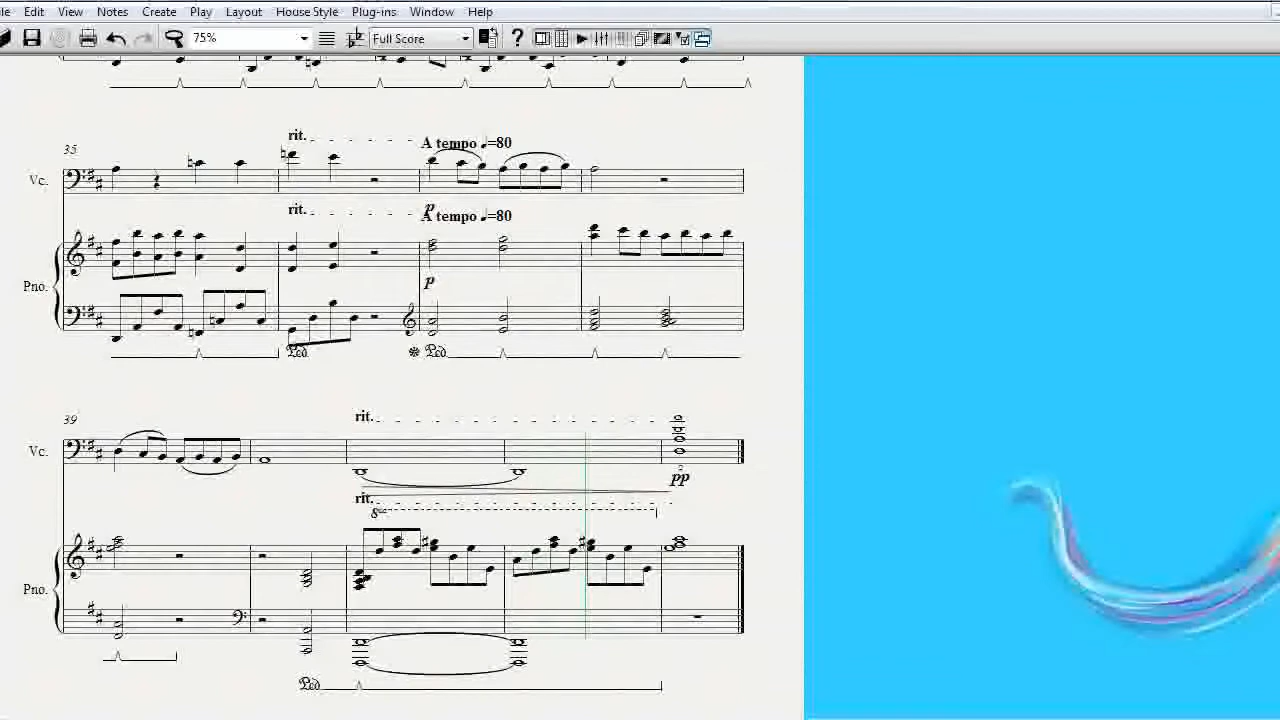 le Edit View Notes Create Play Layout House Style Plug-ins Window Help
75% Full Score ?
35
rit. A tempo ♩=80
Vc.
p
rit. A tempo ♩=80
Pno.
p
Ped Ped
39
rit.
Vc.
pp
rit.
8va
Pno.
Ped